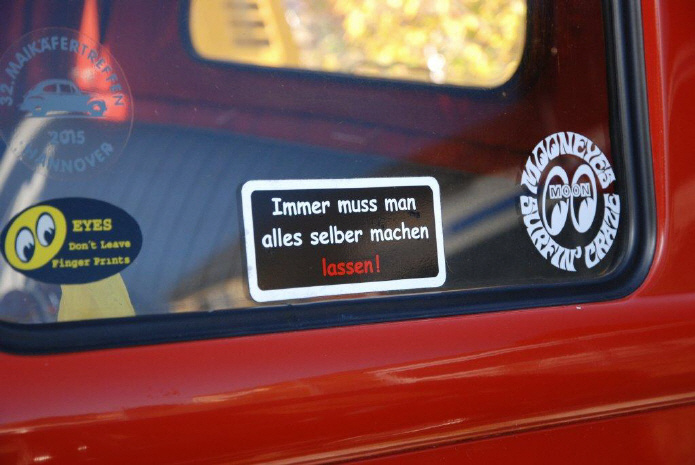 32. MAIKÄFERTREFFEN
2015
HANNOVER
EYES
Don't Leave
Finger Prints
Immer muss man
alles selber machen
lassen!
MOONEYES
MOON
SURFIN' CRAZE